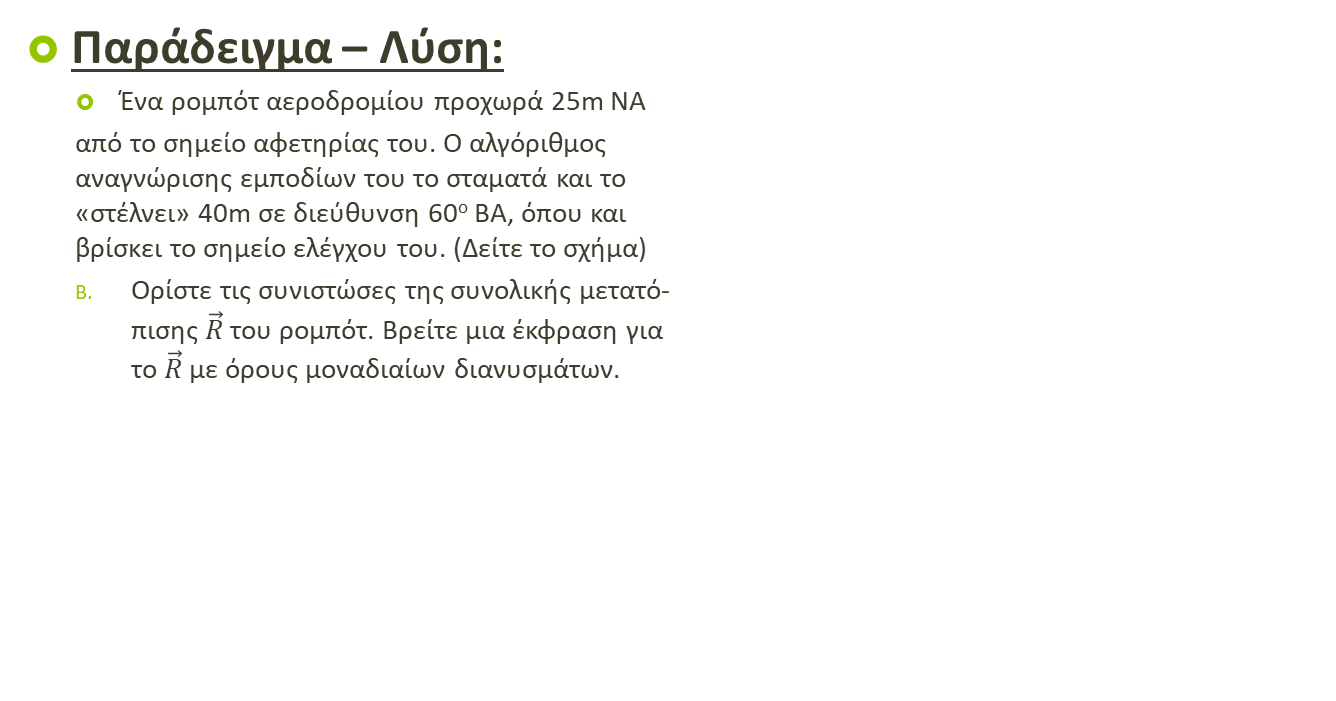 Παράδειγμα – Λύση:
Ένα ρομπότ αεροδρομίου προχωρά 25m ΝΑ
από το σημείο αφετηρίας του. Ο αλγόριθμος
αναγνώρισης εμποδίων του το σταματά και το
«στέλνει» 40m σε διεύθυνση 60ο ΒΑ, όπου και
βρίσκει το σημείο ελέγχου του. (Δείτε το σχήμα)
Β. Ορίστε τις συνιστώσες της συνολικής μετατό-
πισης R⃗ του ρομπότ. Βρείτε μια έκφραση για
το R⃗ με όρους μοναδιαίων διανυσμάτων.